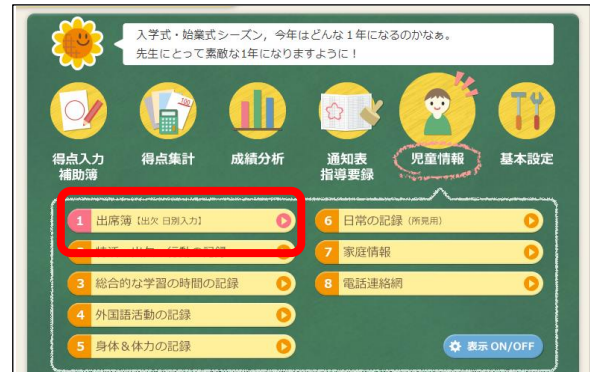 入学式・始業式シーズン，今年はどんな１年になるのかなぁ。
先生にとって素敵な1年になりますように！
得点入力
補助簿
得点集計
成績分析
通知表
指導要録
児童情報
基本設定
1 出席簿【出欠 日別入力】
3 総合的な学習の時間の記録
4 外国語活動の記録
5 身体＆体力の記録
6 日常の記録（所見用）
7 家庭情報
8 電話連絡網
表示 ON/OFF